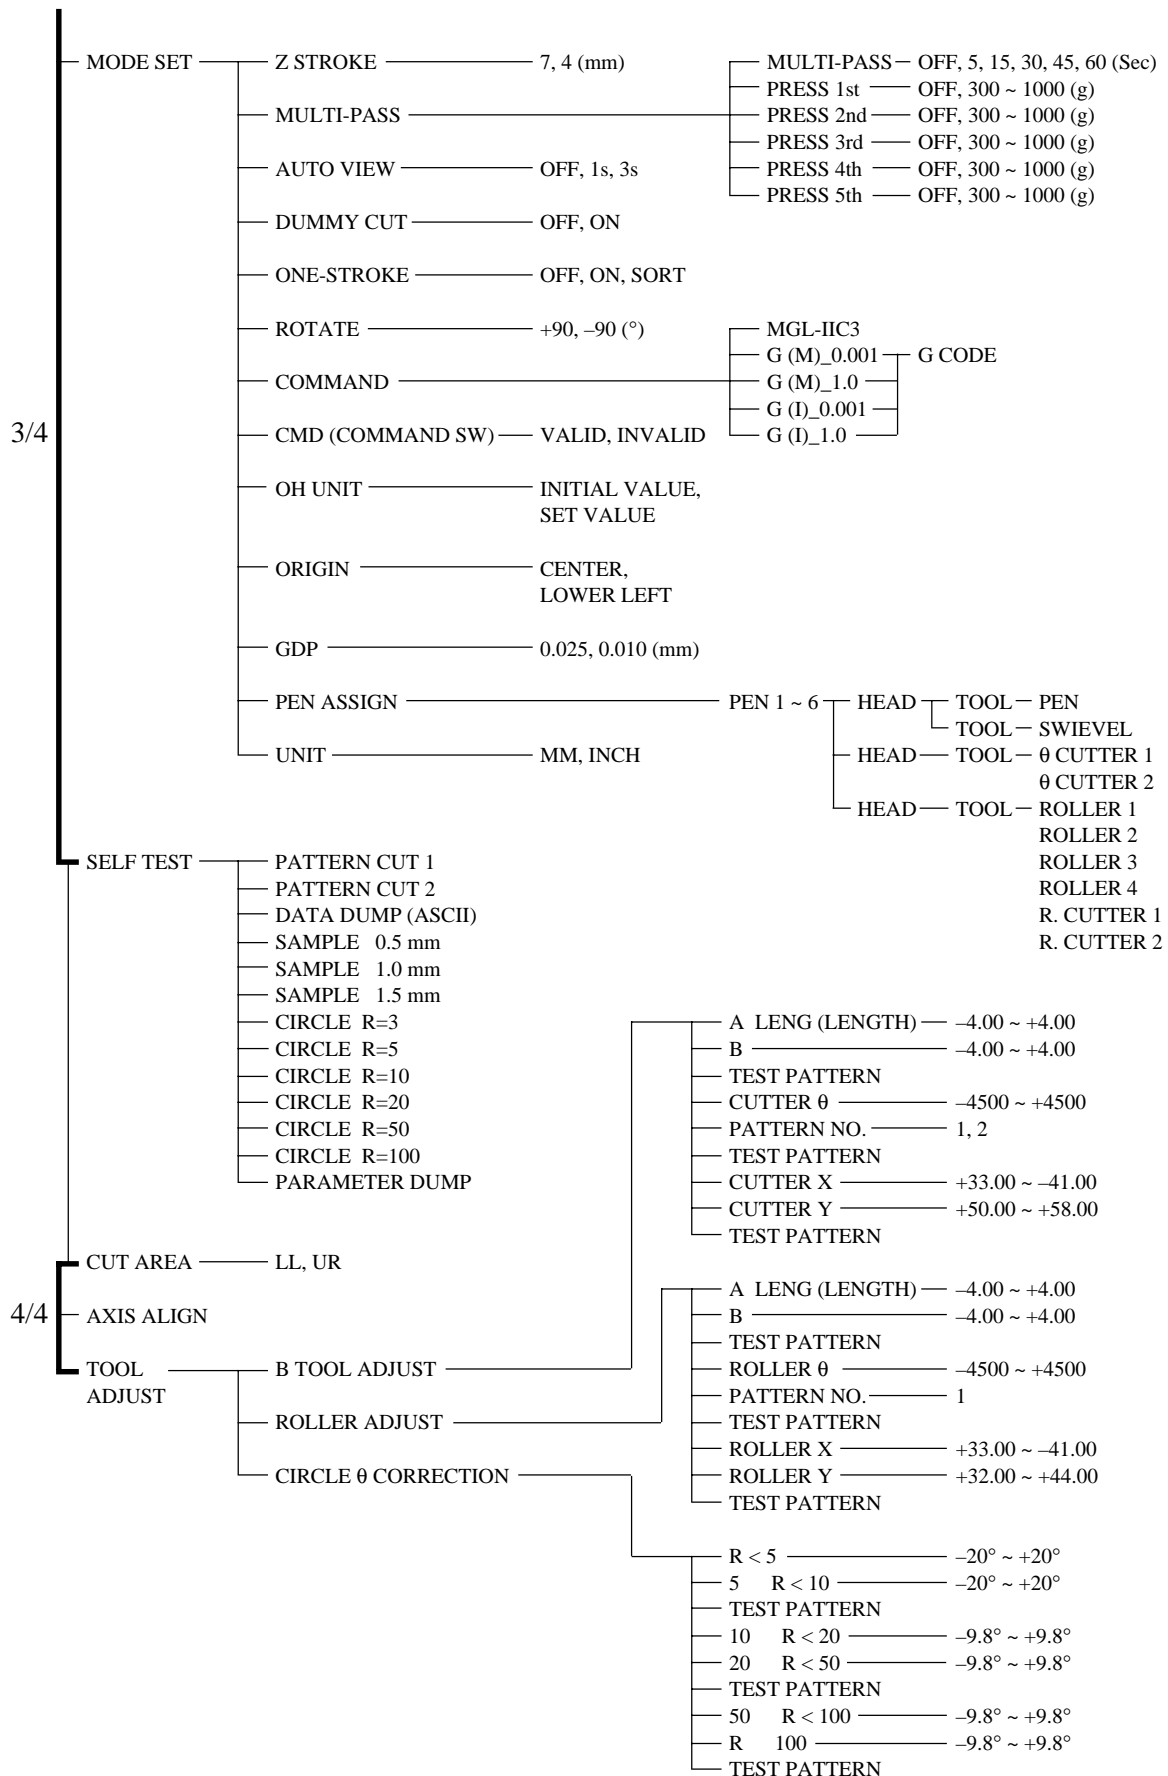 MODE SET Z STROKE 7, 4 (mm) MULTI-PASS OFF, 5, 15, 30, 45, 60 (Sec)
PRESS 1st OFF, 300 ~ 1000 (g)
MULTI-PASS PRESS 2nd OFF, 300 ~ 1000 (g)
PRESS 3rd OFF, 300 ~ 1000 (g)
AUTO VIEW OFF, 1s, 3s PRESS 4th OFF, 300 ~ 1000 (g)
PRESS 5th OFF, 300 ~ 1000 (g)
DUMMY CUT OFF, ON
ONE-STROKE OFF, ON, SORT
ROTATE +90, –90 (°) MGL-IIC3
G (M)_0.001 G CODE
COMMAND G (M)_1.0
G (I)_0.001
3/4 CMD (COMMAND SW) VALID, INVALID G (I)_1.0
OH UNIT INITIAL VALUE,
SET VALUE
ORIGIN CENTER,
LOWER LEFT
GDP 0.025, 0.010 (mm)
PEN ASSIGN PEN 1 ~ 6 HEAD TOOL PEN
TOOL SWIEVEL
UNIT MM, INCH HEAD TOOL θ CUTTER 1
θ CUTTER 2
HEAD TOOL ROLLER 1
ROLLER 2
SELF TEST PATTERN CUT 1 ROLLER 3
PATTERN CUT 2 ROLLER 4
DATA DUMP (ASCII) R. CUTTER 1
SAMPLE 0.5 mm R. CUTTER 2
SAMPLE 1.0 mm
SAMPLE 1.5 mm
CIRCLE R=3 A LENG (LENGTH) –4.00 ~ +4.00
CIRCLE R=5 B –4.00 ~ +4.00
CIRCLE R=10 TEST PATTERN
CIRCLE R=20 CUTTER θ –4500 ~ +4500
CIRCLE R=50 PATTERN NO. 1, 2
CIRCLE R=100 TEST PATTERN
PARAMETER DUMP CUTTER X +33.00 ~ –41.00
CUTTER Y +50.00 ~ +58.00
TEST PATTERN
CUT AREA LL, UR
A LENG (LENGTH) –4.00 ~ +4.00
4/4 AXIS ALIGN B –4.00 ~ +4.00
TEST PATTERN
TOOL B TOOL ADJUST ROLLER θ –4500 ~ +4500
ADJUST PATTERN NO. 1
ROLLER ADJUST TEST PATTERN
ROLLER X +33.00 ~ –41.00
CIRCLE θ CORRECTION ROLLER Y +32.00 ~ +44.00
TEST PATTERN
R < 5 –20° ~ +20°
5 R < 10 –20° ~ +20°
TEST PATTERN
10 R < 20 –9.8° ~ +9.8°
20 R < 50 –9.8° ~ +9.8°
TEST PATTERN
50 R < 100 –9.8° ~ +9.8°
R 100 –9.8° ~ +9.8°
TEST PATTERN